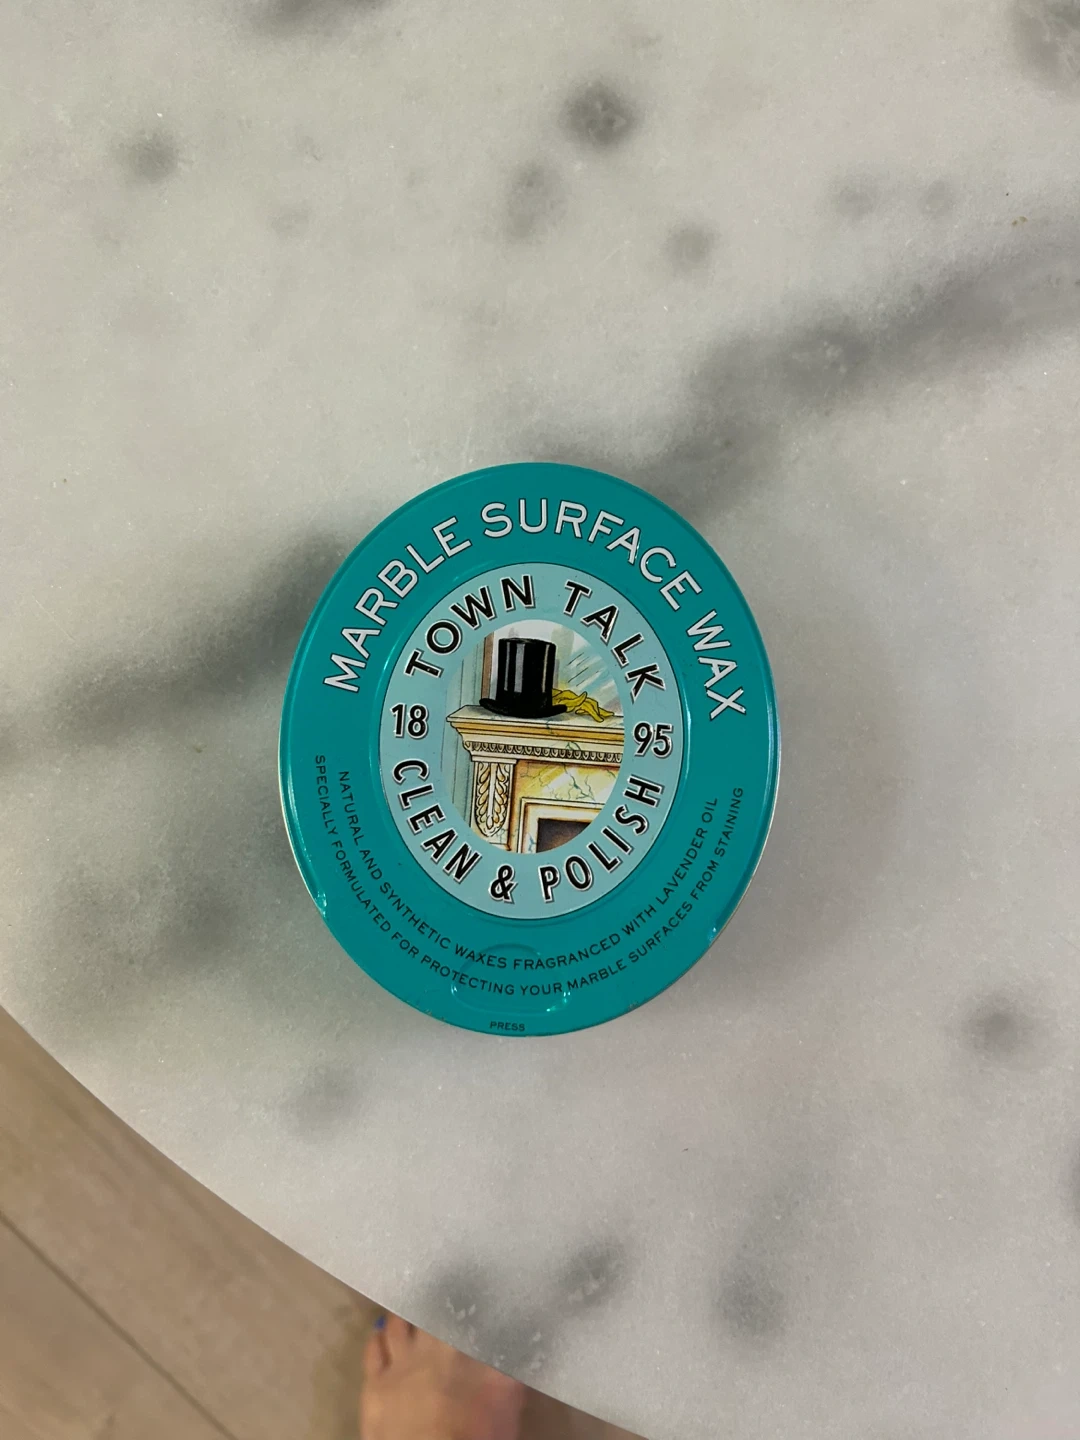 MARBLE SURFACE WAX
TOWN TALK
18 95
CLEAN & POLISH
NATURAL AND SYNTHETIC WAXES FRAGRANCED WITH LAVENDER OIL
SPECIALLY FORMULATED FOR PROTECTING YOUR MARBLE SURFACES FROM STAINING
PRESS